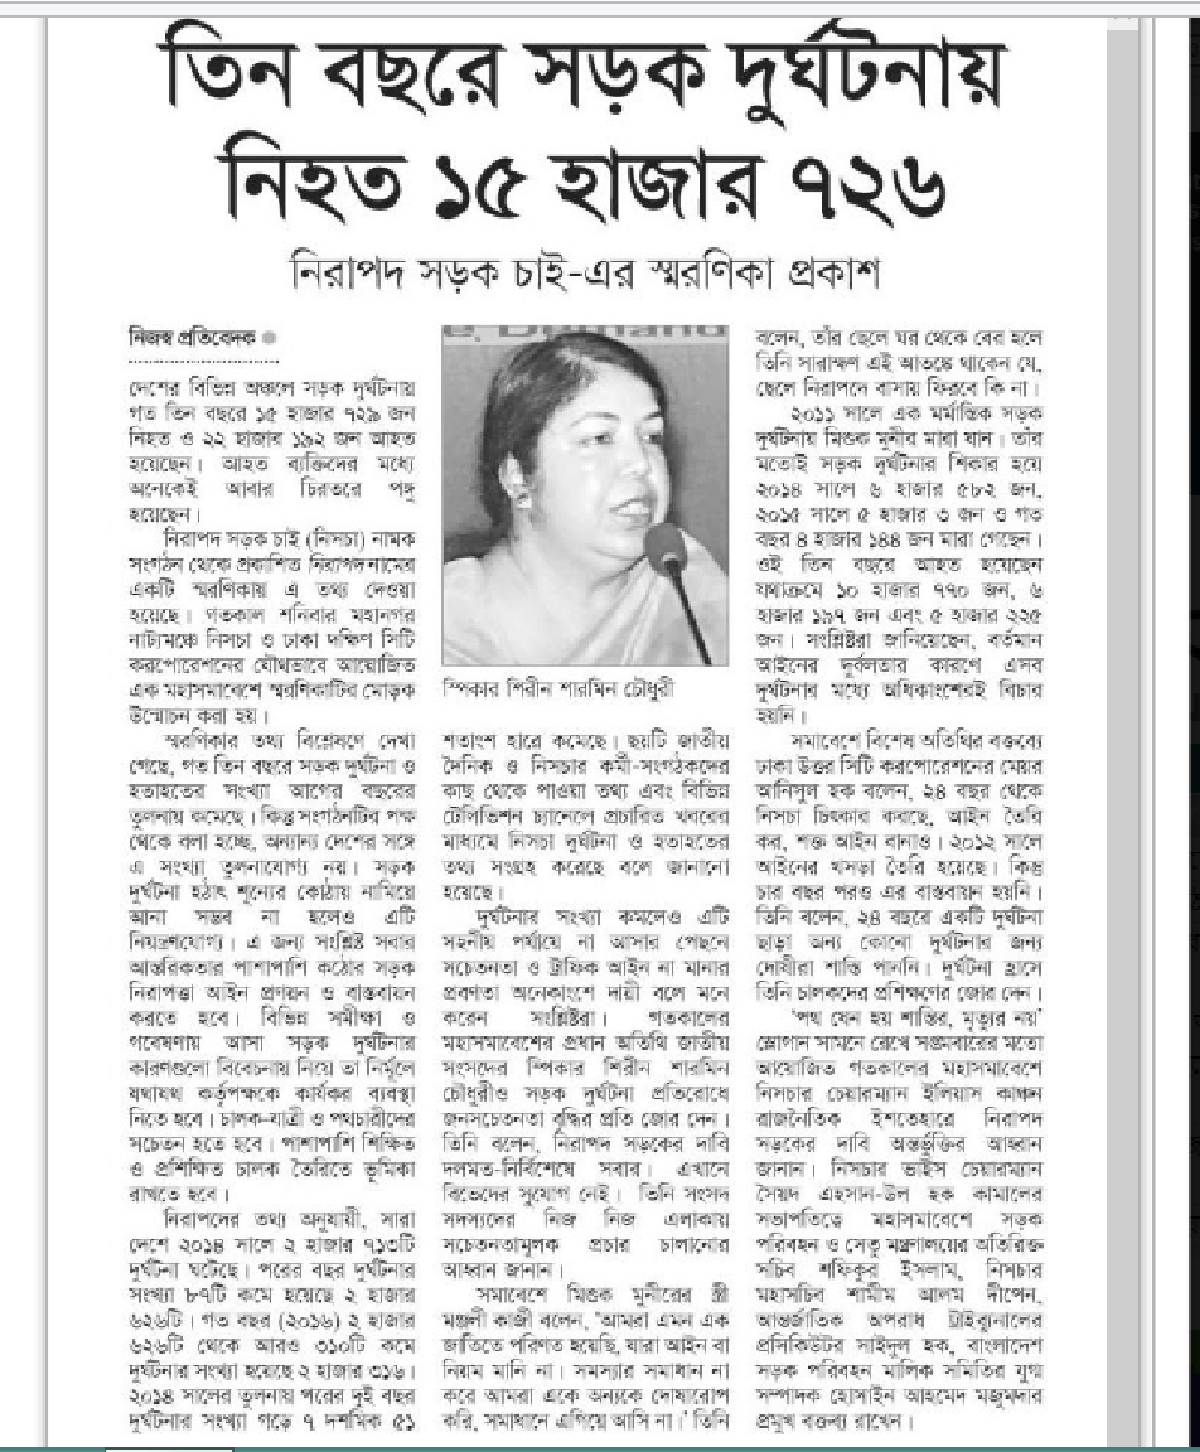 তিন বছরে সড়ক দুর্ঘটনায়
নিহত ১৫ হাজার ৭২৬
নিরাপদ সড়ক চাই-এর স্মরণিকা প্রকাশ
নিজস্ব প্রতিবেদক
দেশের বিভিন্ন অঞ্চলে সড়ক দুর্ঘটনায়
গত তিন বছরে ১৫ হাজার ৭২৯ জন
নিহত ও ২২ হাজার ১৯২ জন আহত
হয়েছেন। আহত ব্যক্তিদের মধ্যে
অনেকেই আবার চিরতরে পঙ্গু
হয়েছেন।
নিরাপদ সড়ক চাই (নিসচা) নামক
সংগঠন থেকে প্রকাশিত নিরাপদ নামের
একটি স্মরণিকায় এ তথ্য দেওয়া
হয়েছে। গতকাল শনিবার মহানগর
নাট্যমঞ্চে নিসচা ও ঢাকা দক্ষিণ সিটি
করপোরেশনের যৌথভাবে আয়োজিত
এক মহাসমাবেশে স্মরণিকাটির মোড়ক
উন্মোচন করা হয়।
স্মরণিকার তথ্য বিশ্লেষণে দেখা
গেছে, গত তিন বছরে সড়ক দুর্ঘটনা ও
হতাহতের সংখ্যা আগের বছরের
তুলনায় কমেছে। কিন্তু সংগঠনটির পক্ষ
থেকে বলা হচ্ছে, অন্যান্য দেশের সঙ্গে
এ সংখ্যা তুলনাযোগ্য নয়। সড়ক
দুর্ঘটনা হঠাৎ শূন্যের কোঠায় নামিয়ে
আনা সম্ভব না হলেও এটি
নিয়ন্ত্রণযোগ্য। এ জন্য সংশ্লিষ্ট সবার
আন্তরিকতার পাশাপাশি কঠোর সড়ক
নিরাপত্তা আইন প্রণয়ন ও বাস্তবায়ন
করতে হবে। বিভিন্ন সমীক্ষা ও
গবেষণায় আসা সড়ক দুর্ঘটনার
কারণগুলো বিবেচনায় নিয়ে তা নির্মূলে
যথাযথ কর্তৃপক্ষকে কার্যকর ব্যবস্থা
নিতে হবে। চালক-যাত্রী ও পথচারীদের
সচেতন হতে হবে। পাশাপাশি শিক্ষিত
ও প্রশিক্ষিত চালক তৈরিতে ভূমিকা
রাখতে হবে।
নিরাপদের তথ্য অনুযায়ী, সারা
দেশে ২০১৪ সালে ২ হাজার ৭১৩টি
দুর্ঘটনা ঘটেছে। পরের বছর দুর্ঘটনার
সংখ্যা ৮৭টি কমে হয়েছে ২ হাজার
৬২৬টি। গত বছর (২০১৬) ২ হাজার
৬২৬টি থেকে আরও ৩১০টি কমে
দুর্ঘটনার সংখ্যা হয়েছে ২ হাজার ৩১৬।
২০১৪ সালের তুলনায় পরের দুই বছর
দুর্ঘটনার সংখ্যা গড়ে ৭ দশমিক ৫১
স্পিকার শিরীন শারমিন চৌধুরী
শতাংশ হারে কমেছে। ছয়টি জাতীয়
দৈনিক ও নিসচার কর্মী-সংগঠকদের
কাছ থেকে পাওয়া তথ্য এবং বিভিন্ন
টেলিভিশন চ্যানেলে প্রচারিত খবরের
মাধ্যমে নিসচা দুর্ঘটনা ও হতাহতের
তথ্য সংগ্রহ করেছে বলে জানানো
হয়েছে।
দুর্ঘটনার সংখ্যা কমলেও এটি
সহনীয় পর্যায়ে না আসার পেছনে
সচেতনতা ও ট্রাফিক আইন না মানার
প্রবণতা অনেকাংশে দায়ী বলে মনে
করেন সংশ্লিষ্টরা। গতকালের
মহাসমাবেশের প্রধান অতিথি জাতীয়
সংসদের স্পিকার শিরীন শারমিন
চৌধুরীও সড়ক দুর্ঘটনা প্রতিরোধে
জনসচেতনতা বৃদ্ধির প্রতি জোর দেন।
তিনি বলেন, নিরাপদ সড়কের দাবি
দলমত-নির্বিশেষে সবার। এখানে
বিভেদের সুযোগ নেই। তিনি সংসদ
সদস্যদের নিজ নিজ এলাকায়
সচেতনতামূলক প্রচার চালানোর
আহ্বান জানান।
সমাবেশে মিশুক মুনীরের স্ত্রী
মঞ্জুলী কাজী বলেন, 'আমরা এমন এক
জাতিতে পরিণত হয়েছি, যারা আইন বা
নিয়ম মানি না। সমস্যার সমাধান না
করে আমরা একে অন্যকে দোষারোপ
করি, সমাধানে এগিয়ে আসি না।' তিনি
বলেন, তাঁর ছেলে ঘর থেকে বের হলে
তিনি সারাক্ষণ এই আতঙ্কে থাকেন যে,
ছেলে নিরাপদে বাসায় ফিরবে কি না।
২০১১ সালে এক মর্মান্তিক সড়ক
দুর্ঘটনায় মিশুক মুনীর মারা যান। তাঁর
মতোই সড়ক দুর্ঘটনার শিকার হয়ে
২০১৪ সালে ৬ হাজার ৫৮২ জন,
২০১৫ সালে ৫ হাজার ৩ জন ও গত
বছর ৪ হাজার ১৪৪ জন মারা গেছেন।
ওই তিন বছরে আহত হয়েছেন
যথাক্রমে ১০ হাজার ৭৭০ জন, ৬
হাজার ১৯৭ জন এবং ৫ হাজার ২২৫
জন। সংশ্লিষ্টরা জানিয়েছেন, বর্তমান
আইনের দুর্বলতার কারণে এসব
দুর্ঘটনার মধ্যে অধিকাংশেরই বিচার
হয়নি।
সমাবেশে বিশেষ অতিথির বক্তব্যে
ঢাকা উত্তর সিটি করপোরেশনের মেয়র
আনিসুল হক বলেন, ২৪ বছর থেকে
নিসচা চিৎকার করছে, আইন তৈরি
কর, শক্ত আইন বানাও। ২০১২ সালে
আইনের খসড়া তৈরি হয়েছে। কিন্তু
চার বছর পরও এর বাস্তবায়ন হয়নি।
তিনি বলেন, ২৪ বছরে একটি দুর্ঘটনা
ছাড়া অন্য কোনো দুর্ঘটনার জন্য
দোষীরা শাস্তি পাননি। দুর্ঘটনা হ্রাসে
তিনি চালকদের প্রশিক্ষণের জোর দেন।
'পথ যেন হয় শান্তির, মৃত্যুর নয়'
স্লোগান সামনে রেখে সপ্তমবারের মতো
আয়োজিত গতকালের মহাসমাবেশে
নিসচার চেয়ারম্যান ইলিয়াস কাঞ্চন
রাজনৈতিক ইশতেহারে নিরাপদ
সড়কের দাবি অন্তর্ভুক্তির আহ্বান
জানান। নিসচার ভাইস চেয়ারম্যান
সৈয়দ এহসান-উল হক কামালের
সভাপতিত্বে মহাসমাবেশে সড়ক
পরিবহন ও সেতু মন্ত্রণালয়ের অতিরিক্ত
সচিব শফিকুর ইসলাম, নিসচার
মহাসচিব শামীম আলম দীপেন,
আন্তর্জাতিক অপরাধ ট্রাইব্যুনালের
প্রসিকিউটর সাইদুল হক, বাংলাদেশ
সড়ক পরিবহন মালিক সমিতির যুগ্ম
সম্পাদক হোসাইন আহমেদ মজুমদার
প্রমুখ বক্তব্য রাখেন।